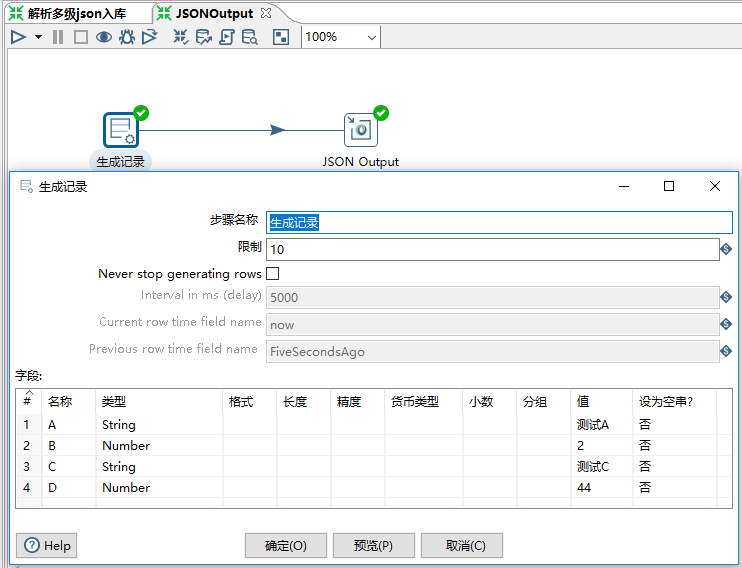 解析多级json入库 JSONOutput
100%
生成记录 JSON Output
生成记录
步骤名称 生成记录
限制 10
Never stop generating rows
Interval in ms (delay) 5000
Current row time field name now
Previous row time field name FiveSecondsAgo
字段:
# 名称 类型 格式 长度 精度 货币类型 小数 分组 值 设为空串?
1 A String 测试A 否
2 B Number 2 否
3 C String 测试C 否
4 D Number 44 否
Help 确定(O) 预览(P) 取消(C)